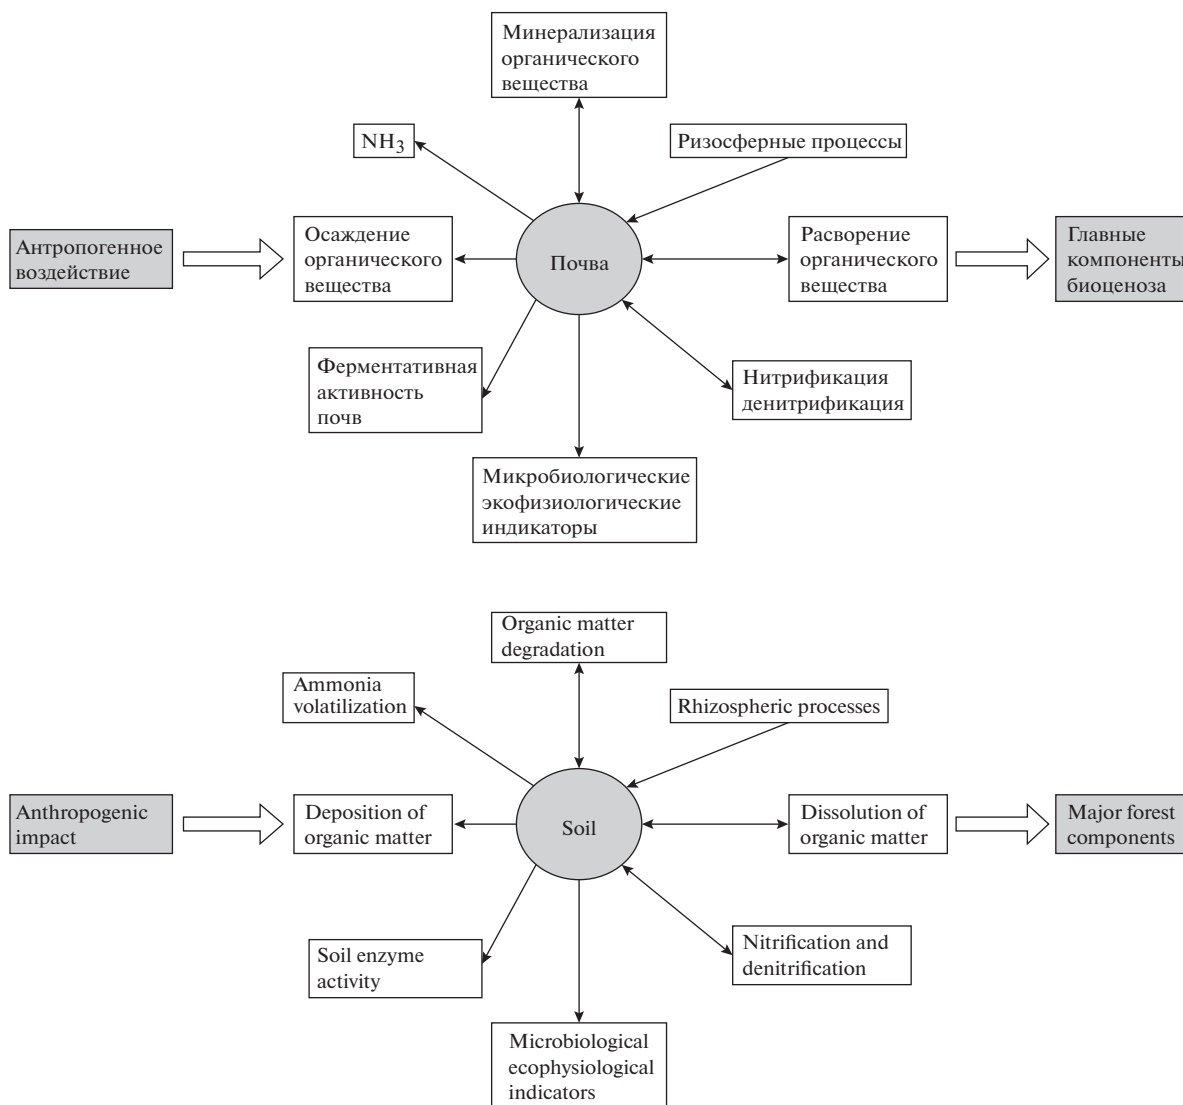 Минерализация
органического
вещества
NH3
Ризосферные процессы
Антропогенное
воздействие
Осаждение
органического
вещества
Почва
Расворение
органического
вещества
Главные
компоненты
биоценоза
Ферментативная
активность
почв
Нитрификация
денитрификация
Микробиологические
экофизиологические
индикаторы
Organic matter
degradation
Ammonia
volatilization
Rhizospheric processes
Anthropogenic
impact
Deposition of
organic matter
Soil
Dissolution of
organic matter
Major forest
components
Soil enzyme
activity
Nitrification and
denitrification
Microbiological
ecophysiological
indicators